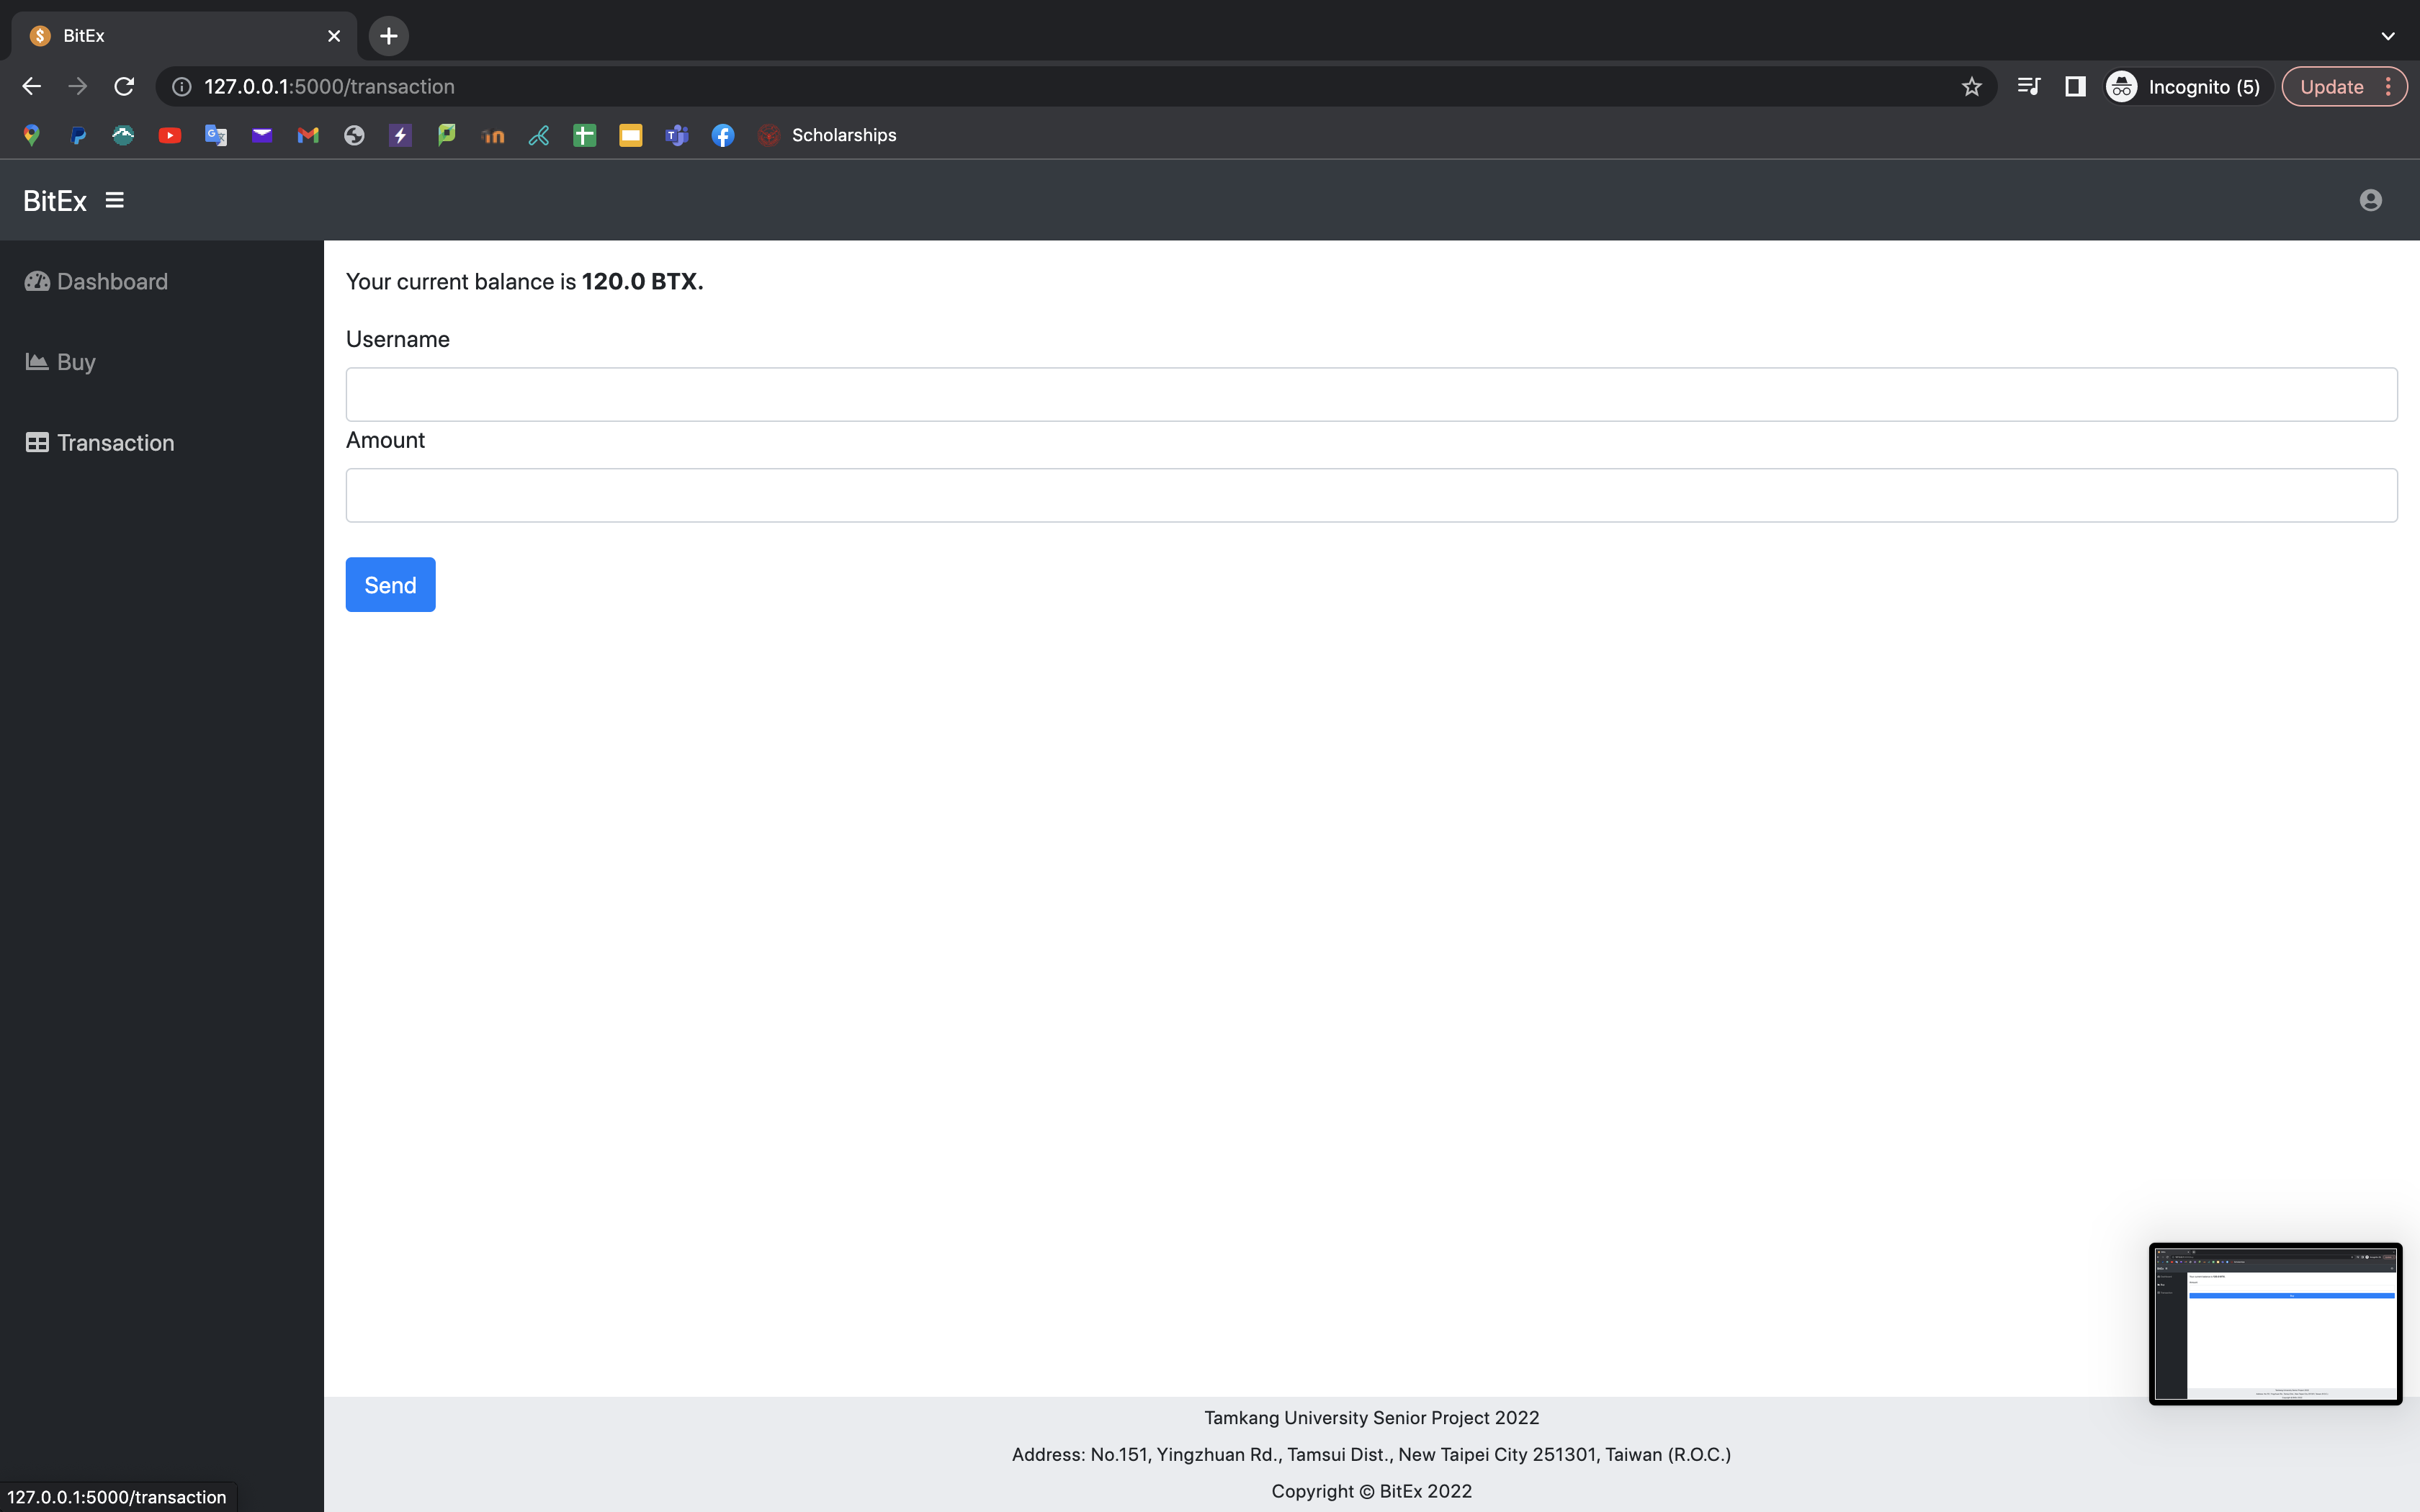 BitEx
127.0.0.1:5000/transaction
Incognito (5)
Update
Scholarships
BitEx
Dashboard
Buy
Transaction
Your current balance is 120.0 BTX.
Username
Amount
Send
Tamkang University Senior Project 2022
Address: No.151, Yingzhuan Rd., Tamsui Dist., New Taipei City 251301, Taiwan (R.O.C.)
Copyright © BitEx 2022
127.0.0.1:5000/transaction